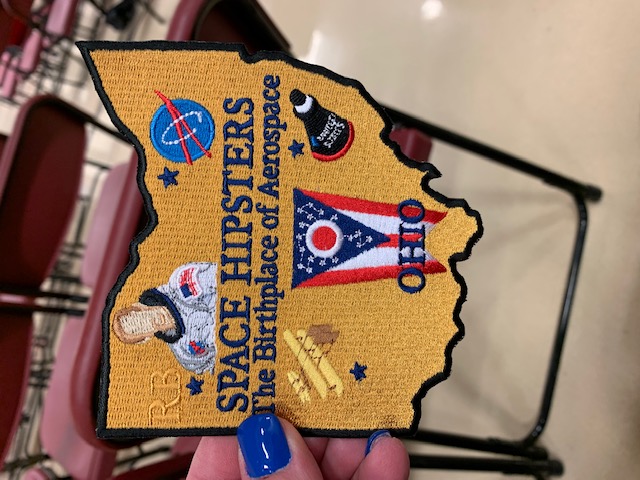 RB
SPACE HIPSTERS
The Birthplace of Aerospace
OHIO